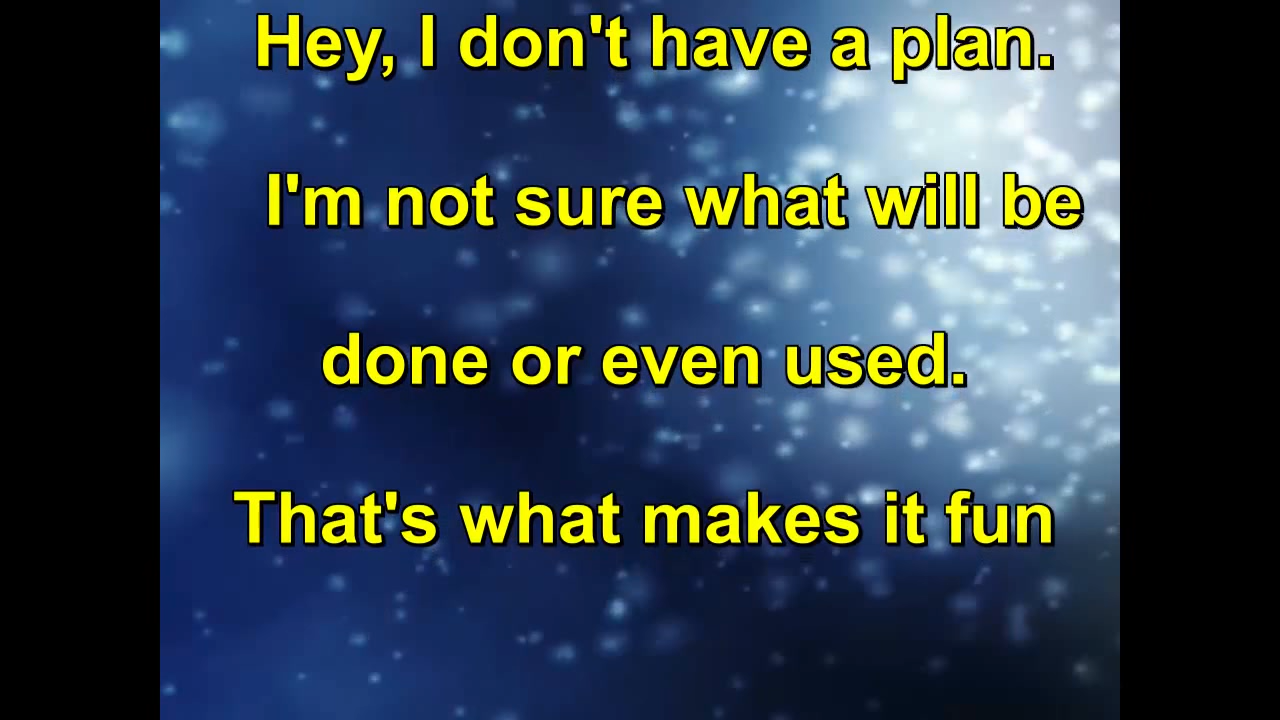 Hey, I don't have a plan.
I'm not sure what will be
done or even used.
That's what makes it fun